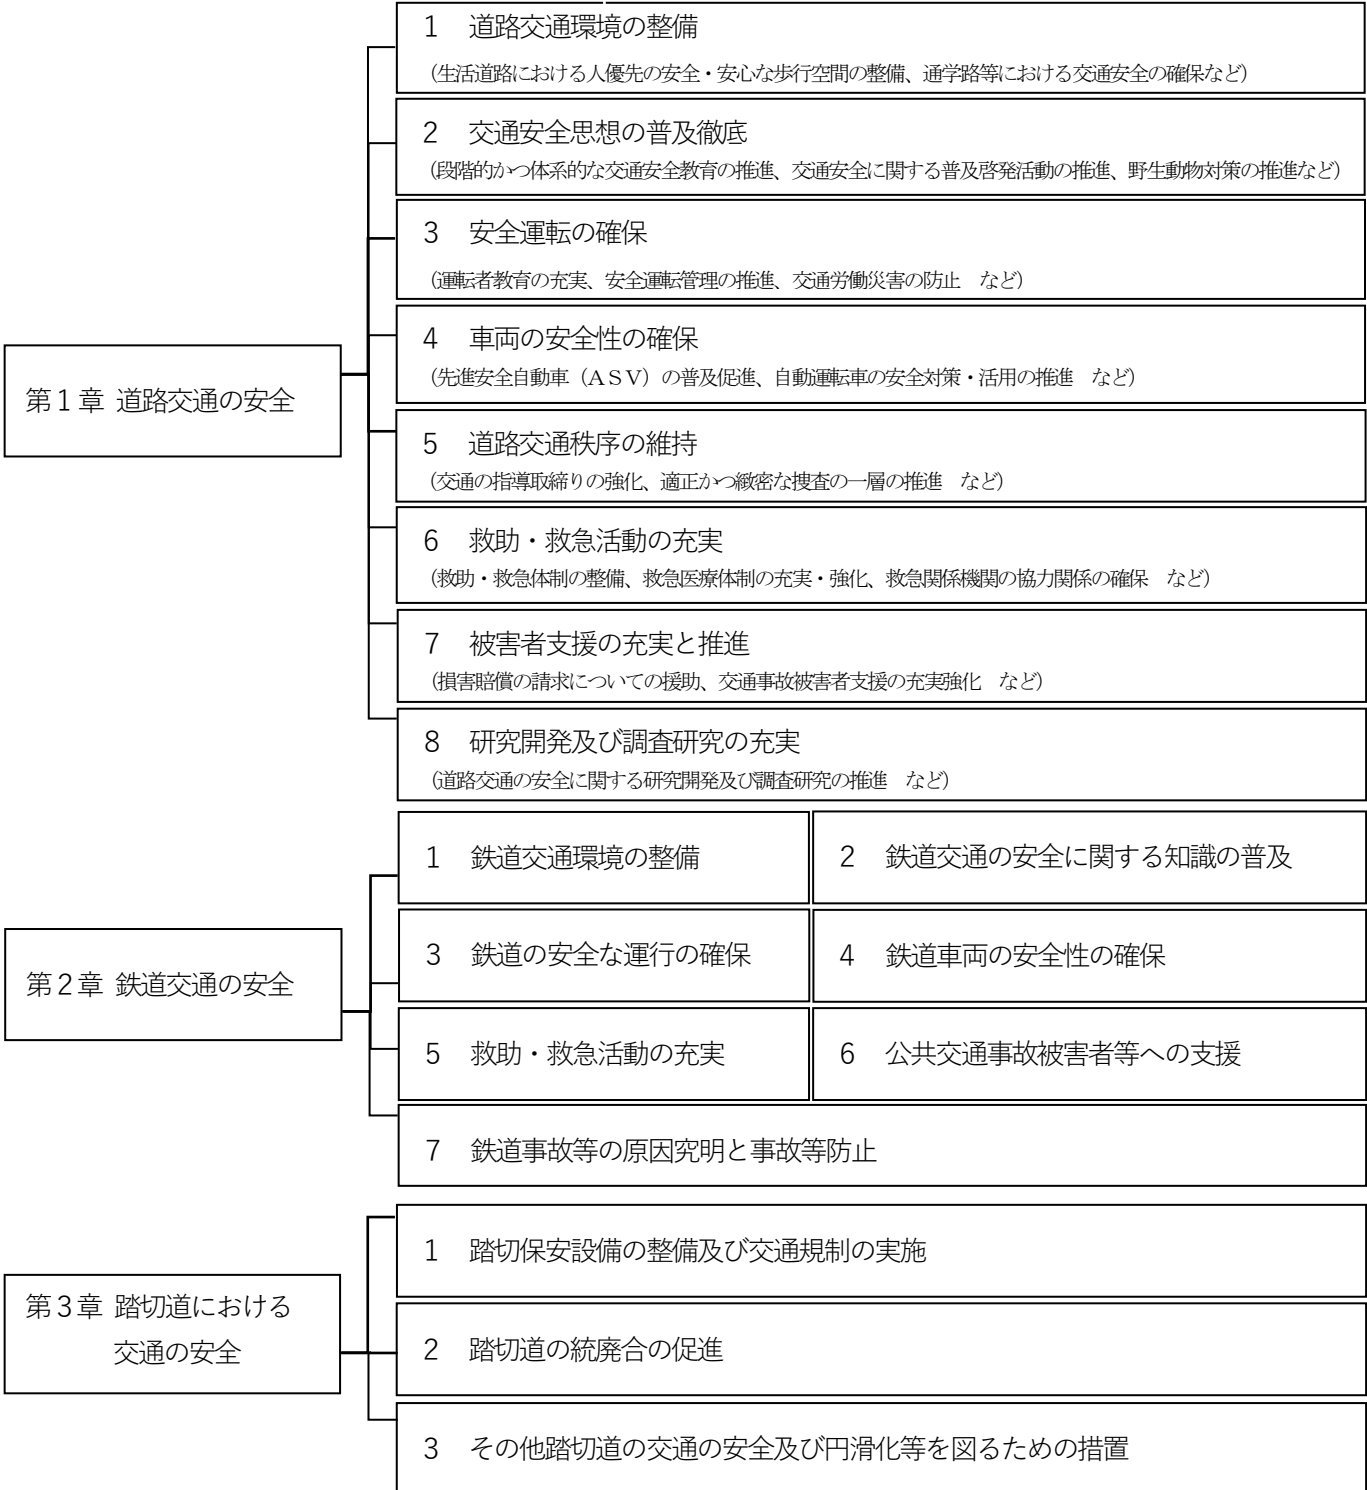 第1章 道路交通の安全
1 道路交通環境の整備
（生活道路における人優先の安全・安心な歩行空間の整備、通学路等における交通安全の確保など）
2 交通安全思想の普及徹底
（段階的かつ体系的な交通安全教育の推進、交通安全に関する普及啓発活動の推進、野生動物対策の推進など）
3 安全運転の確保
（運転者教育の充実、安全運転管理の推進、交通労働災害の防止　など）
4 車両の安全性の確保
（先進安全自動車（ＡＳＶ）の普及促進、自動運転車の安全対策・活用の推進　など）
5 道路交通秩序の維持
（交通の指導取締りの強化、適正かつ緻密な捜査の一層の推進　など）
6 救助・救急活動の充実
（救助・救急体制の整備、救急医療体制の充実・強化、救急関係機関の協力関係の確保　など）
7 被害者支援の充実と推進
（損害賠償の請求についての援助、交通事故被害者支援の充実強化　など）
8 研究開発及び調査研究の充実
（道路交通の安全に関する研究開発及び調査研究の推進　など）
第2章 鉄道交通の安全
1 鉄道交通環境の整備
2 鉄道交通の安全に関する知識の普及
3 鉄道の安全な運行の確保
4 鉄道車両の安全性の確保
5 救助・救急活動の充実
6 公共交通事故被害者等への支援
7 鉄道事故等の原因究明と事故等防止
第3章 踏切道における
交通の安全
1 踏切保安設備の整備及び交通規制の実施
2 踏切道の統廃合の促進
3 その他踏切道の交通の安全及び円滑化等を図るための措置